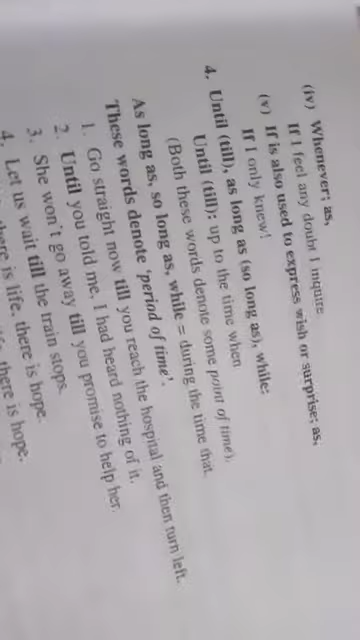 (iv) Whenever; as,
If I feel any doubt I inquire
(v) If is also used to express wish or surprise; as,
If I only knew!
4. Until (till), as long as (so long as), while:
Until (till): up to the time when
(Both these words denote some point of time).
As long as, so long as, while = during the time that.
These words denote 'period of time'.
1. Go straight now till you reach the hospital and then turn left.
2. Until you told me, I had heard nothing of it.
3. She won't go away till you promise to help her.
4. Let us wait till the train stops.
there is life, there is hope.
there is hope.